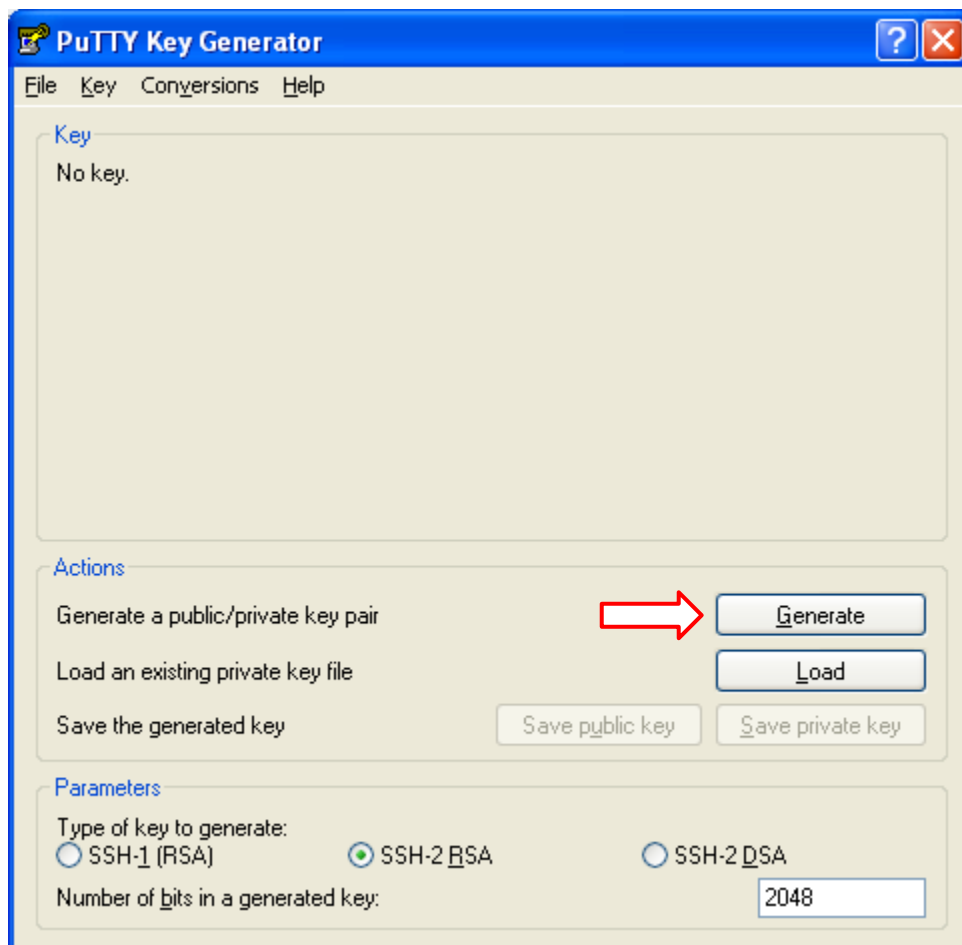 PuTTY Key Generator
File Key Conversions Help
Key
No key.
Actions
Generate a public/private key pair Generate
Load an existing private key file Load
Save the generated key Save public key Save private key
Parameters
Type of key to generate:
SSH-1 (RSA) SSH-2 RSA SSH-2 DSA
Number of bits in a generated key: 2048